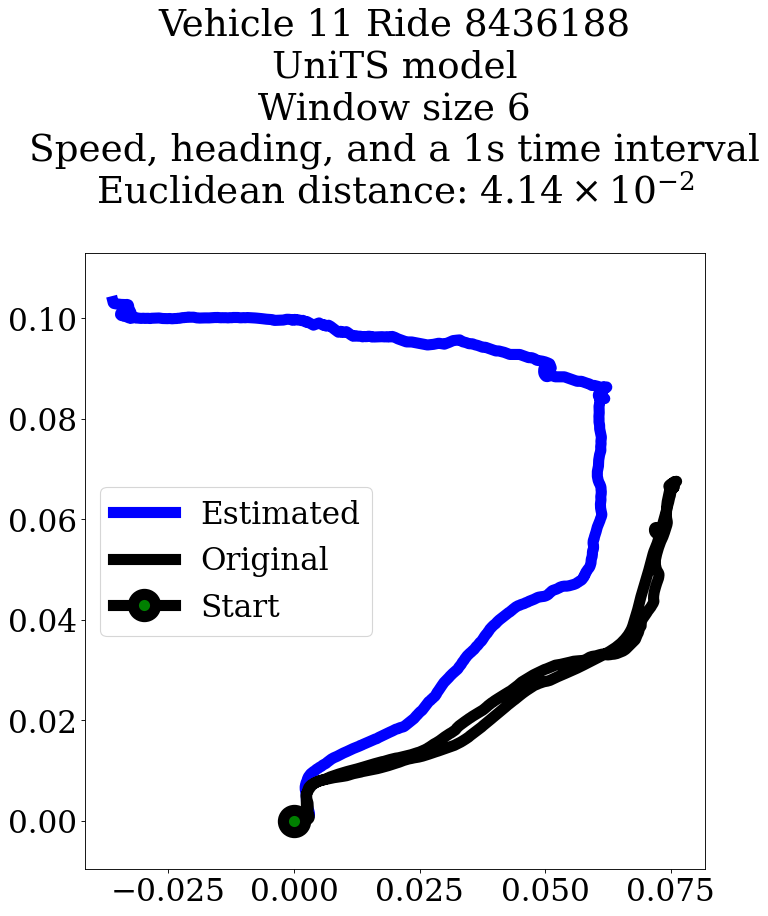 Vehicle 11 Ride 8436188
UniTS model
Window size 6
Speed, heading, and a 1s time interval
Euclidean distance: 4.14 × 10⁻²
0.10
0.08
0.06
0.04
0.02
0.00
Estimated
Original
Start
−0.025 0.000 0.025 0.050 0.075